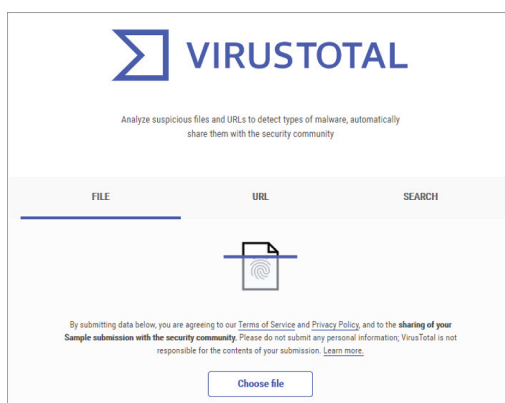 VIRUSTOTAL
Analyze suspicious files and URLs to detect types of malware, automatically
share them with the security community
FILE URL SEARCH
By submitting data below, you are agreeing to our Terms of Service and Privacy Policy, and to the sharing of your
Sample submission with the security community. Please do not submit any personal information; VirusTotal is not
responsible for the contents of your submission. Learn more.
Choose file